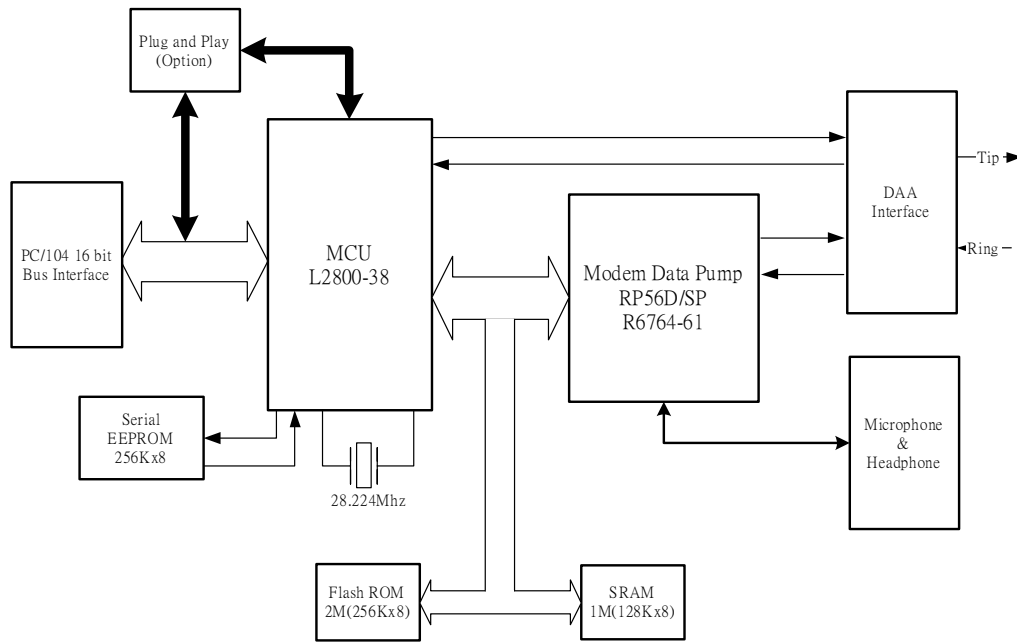 Plug and Play
(Option)
PC/104 16 bit
Bus Interface
MCU
L2800-38
Modem Data Pump
RP56D/SP
R6764-61
DAA
Interface
Tip
Ring
Serial
EEPROM
256Kx8
28.224Mhz
Microphone
&
Headphone
Flash ROM
2M(256Kx8)
SRAM
1M(128Kx8)